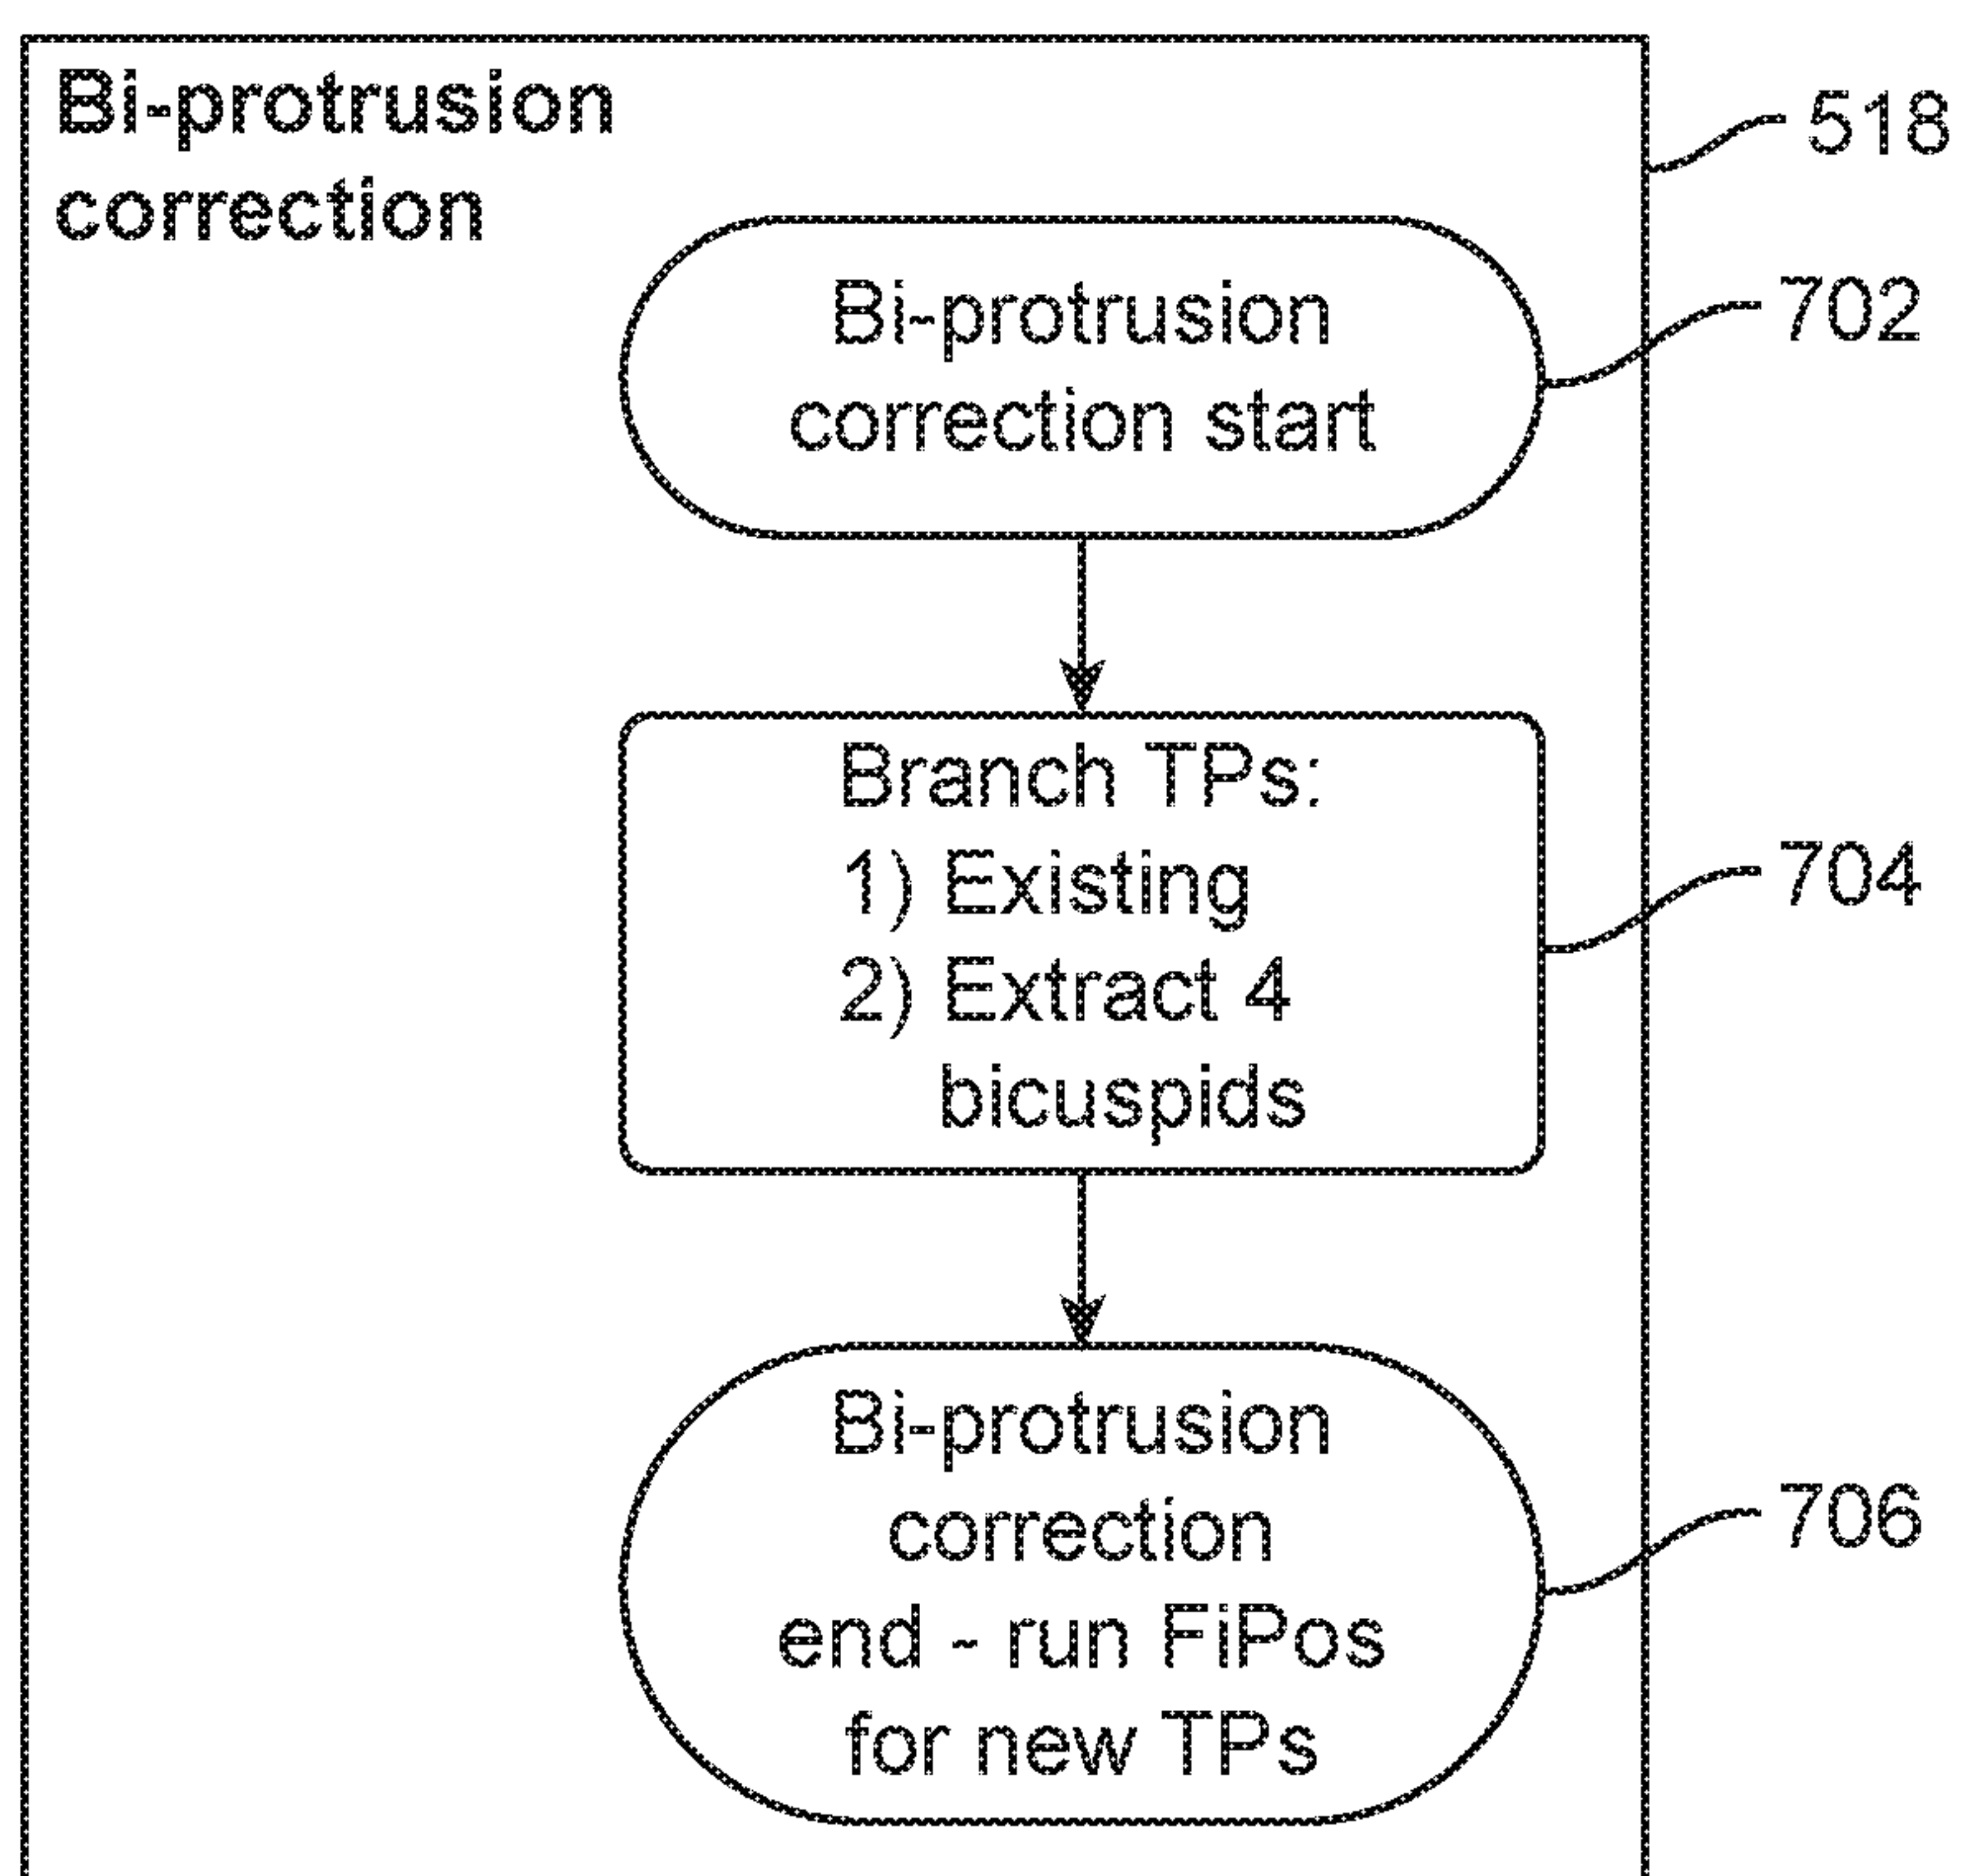 Bi-protrusion
correction
518
Bi-protrusion
correction start
702
Branch TPs:
1) Existing
2) Extract 4
bicuspids
704
Bi-protrusion
correction
end - run FiPos
for new TPs
706